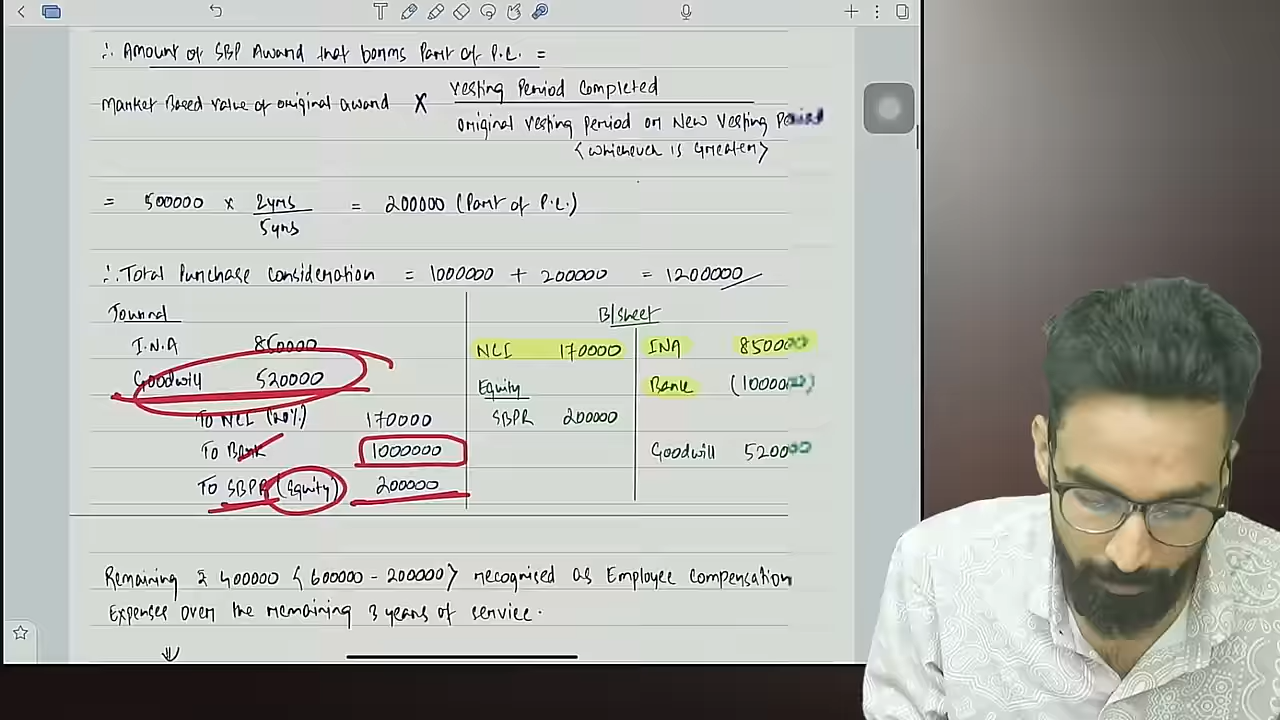 ∴ Amount of SBP Award that forms Part of P.C. =
Market Based value of original award X Vesting Period Completed
original vesting period or New Vesting Period
<whichever is Greater>
= 500000 x 2yrs / 5yrs = 200000 (Part of P.C.)
∴ Total Purchase consideration = 1000000 + 200000 = 1200000
Journal
I.N.A 850000
Goodwill 520000
To NCI (20%) 170000
To Bank 1000000
To SBPR (Equity) 200000
B/sheet
NCI 170000 INA 850000
Equity Bank (1000000)
SBPR 200000
Goodwill 520000
Remaining ₹ 400000 {600000 - 200000} recognised as Employee compensation
Expenses over the remaining 3 years of service.